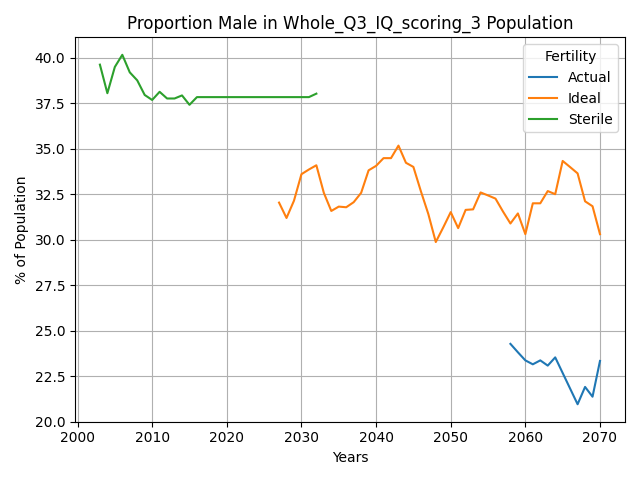 Proportion Male in Whole_Q3_IQ_scoring_3 Population
% of Population
40.0
37.5
35.0
32.5
30.0
27.5
25.0
22.5
20.0
Fertility
Actual
Ideal
Sterile
2000 2010 2020 2030 2040 2050 2060 2070
Years